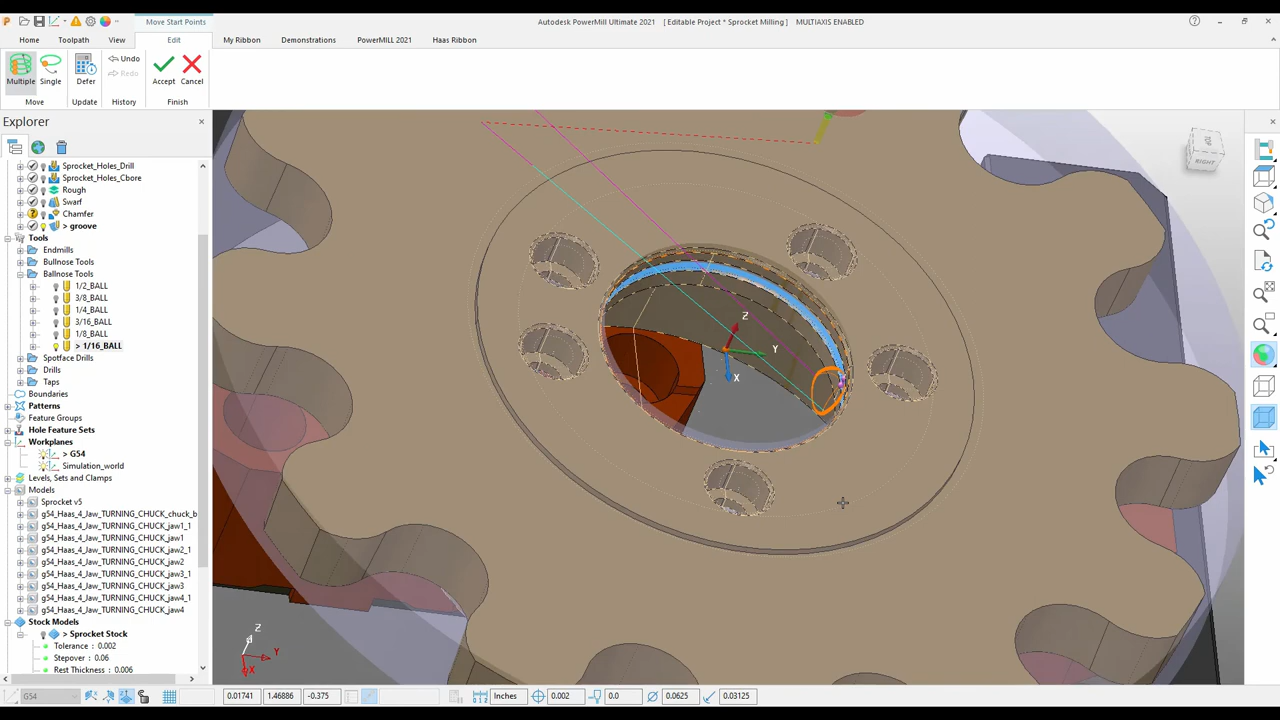 Move Start Points
Autodesk PowerMill Ultimate 2021 [ Editable Project * Sprocket Milling ] MULTIAXIS ENABLED
Home Toolpath View Edit My Ribbon Demonstrations PowerMILL 2021 Haas Ribbon
Undo
Redo
Multiple Single Defer Accept Cancel
Move Update History Finish
Explorer
Sprocket_Holes_Drill
Sprocket_Holes_Cbore
Rough
Swarf
Chamfer
> groove
Tools
Endmills
Bullnose Tools
Ballnose Tools
1/2_BALL
3/8_BALL
1/4_BALL
3/16_BALL
1/8_BALL
> 1/16_BALL
Spotface Drills
Drills
Taps
Boundaries
Patterns
Feature Groups
Hole Feature Sets
Workplanes
> G54
Simulation_world
Levels, Sets and Clamps
Models
Sprocket v5
g54_Haas_4_Jaw_TURNING_CHUCK_chuck_b
g54_Haas_4_Jaw_TURNING_CHUCK_jaw1_1
g54_Haas_4_Jaw_TURNING_CHUCK_jaw1
g54_Haas_4_Jaw_TURNING_CHUCK_jaw2_1
g54_Haas_4_Jaw_TURNING_CHUCK_jaw2
g54_Haas_4_Jaw_TURNING_CHUCK_jaw3_1
g54_Haas_4_Jaw_TURNING_CHUCK_jaw3
g54_Haas_4_Jaw_TURNING_CHUCK_jaw4_1
g54_Haas_4_Jaw_TURNING_CHUCK_jaw4
Stock Models
> Sprocket Stock
Tolerance : 0.002
Stepover : 0.06
Rest Thickness : 0.006
RIGHT
Z
Y
X
Z
Y
X
G54 0.01741 1.46886 -0.375 Inches 0.002 0.0 0.0625 0.03125